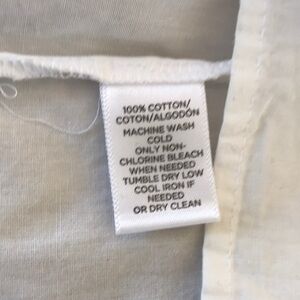 100% COTTON/
COTON/ALGODÓN
MACHINE WASH
COLD
ONLY NON-
CHLORINE BLEACH
WHEN NEEDED
TUMBLE DRY LOW
COOL IRON IF
NEEDED
OR DRY CLEAN